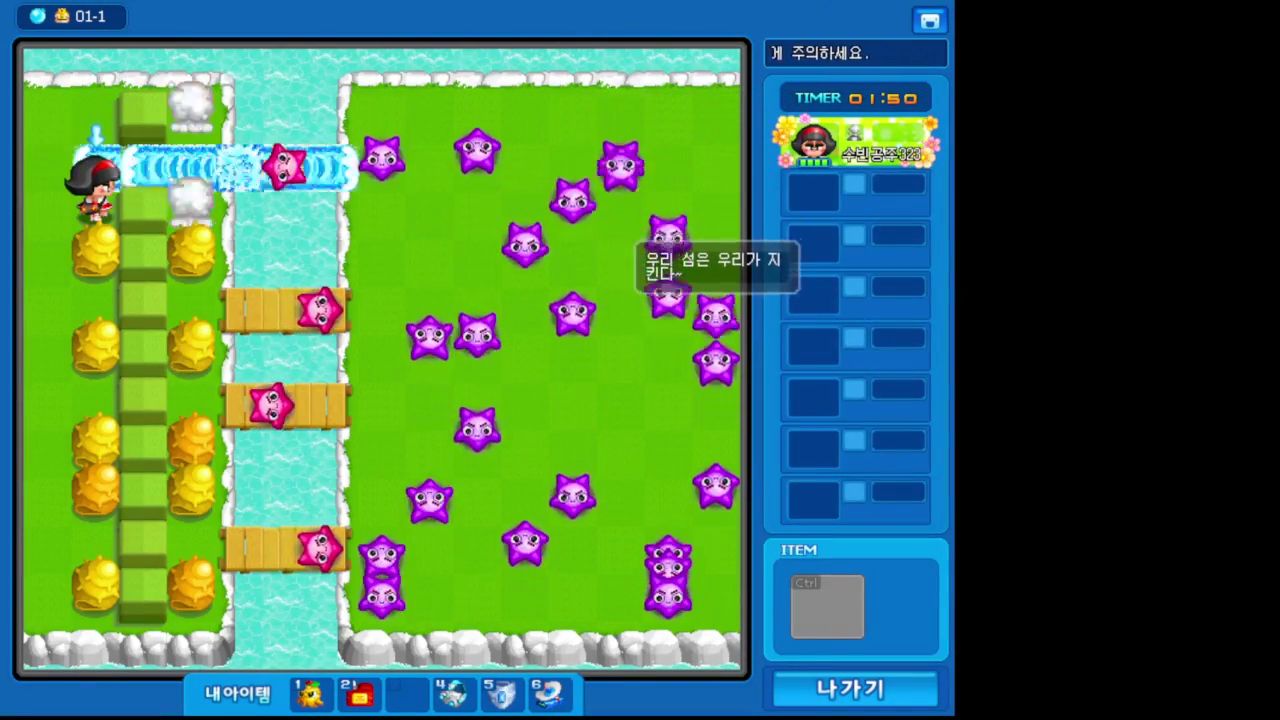 01-1
게 주의하세요.
TIMER 01:50
수빈공주323
우리 섬은 우리가 지
킨다~
ITEM
Ctrl
내아이템
1
2
4
5
6
나가기